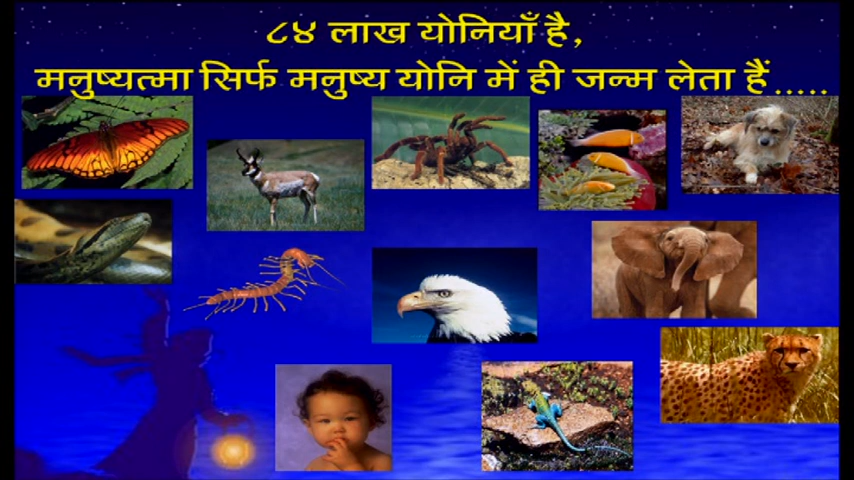 ८४ लाख योनियाँ है,
मनुष्यत्मा सिर्फ मनुष्य योनि में ही जन्म लेता हैं.....